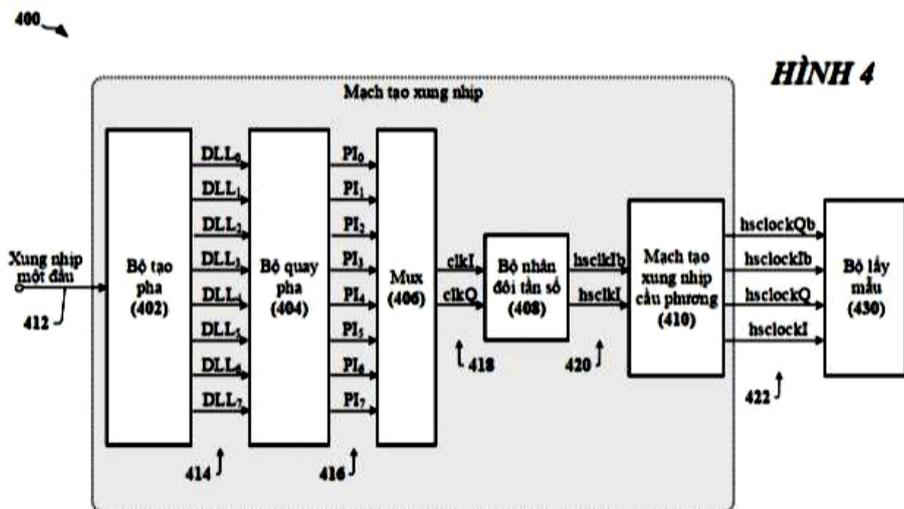 400
HÌNH 4
Mạch tạo xung nhịp
Xung nhịp
một đầu
412
Bộ tạo
pha
(402)
DLL0
DLL1
DLL2
DLL3
DLL4
DLL5
DLL6
DLL7
414
Bộ quay
pha
(404)
PI0
PI1
PI2
PI3
PI4
PI5
PI6
PI7
416
Mux
(406)
clkI
clkQ
418
Bộ nhân
đôi tần số
(408)
hsclkIb
hsclkI
420
Mạch tạo
xung nhịp
cầu phương
(410)
hsclockQb
hsclockIb
hsclockQ
hsclockI
422
Bộ lấy
mẫu
(430)